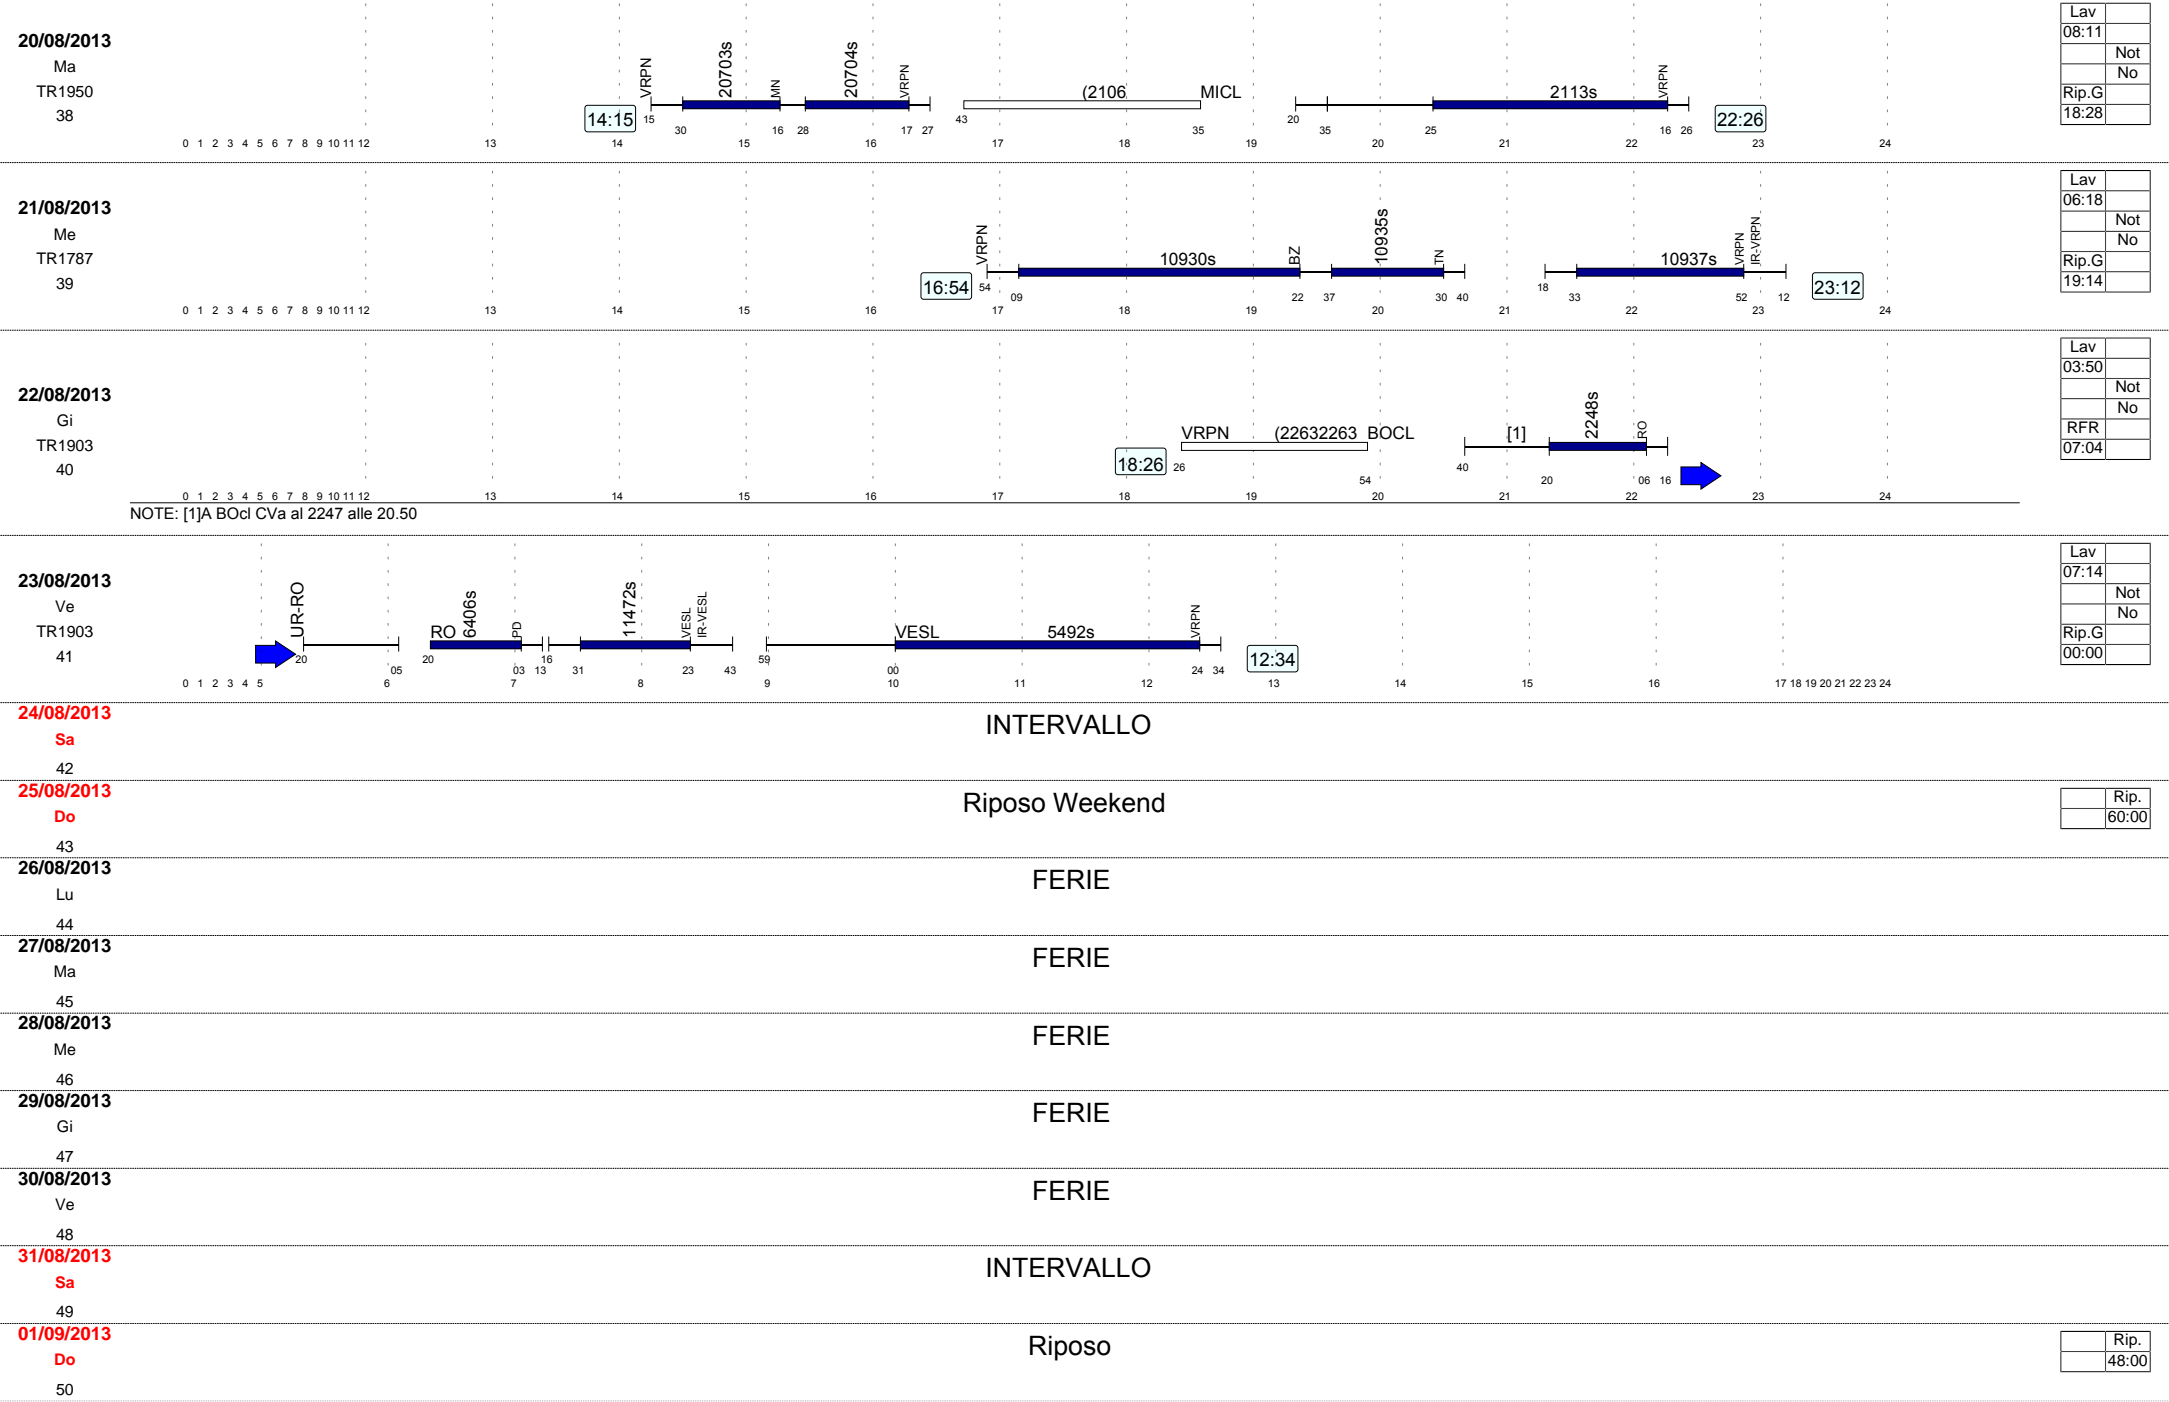 20/08/2013
Ma
TR1950
38
14:15
VRPN
20703s
MN
20704s
VRPN
(2106
MICL
2113s
VRPN
22:26
15 30 16 28 17 27 43 35 20 35 25 16 26
0 1 2 3 4 5 6 7 8 9 10 11 12 13 14 15 16 17 18 19 20 21 22 23 24
Lav
08:11
Not
No
Rip.G
18:28
21/08/2013
Me
TR1787
39
16:54
VRPN
10930s
BZ
10935s
TN
10937s
VRPN
IR-VRPN
23:12
54 09 22 37 30 40 18 33 52 12
0 1 2 3 4 5 6 7 8 9 10 11 12 13 14 15 16 17 18 19 20 21 22 23 24
Lav
06:18
Not
No
Rip.G
19:14
22/08/2013
Gi
TR1903
40
18:26
VRPN
(22632263
BOCL
[1]
2248s
RO
26 54 40 20 06 16
0 1 2 3 4 5 6 7 8 9 10 11 12 13 14 15 16 17 18 19 20 21 22 23 24
Lav
03:50
Not
No
RFR
07:04
NOTE: [1]A BOcl CVa al 2247 alle 20.50
23/08/2013
Ve
TR1903
41
UR-RO
RO
6406s
PD
11472s
VESL
IR-VESL
VESL
5492s
VRPN
12:34
20 05 20 03 13 16 31 23 43 59 00 24 34
0 1 2 3 4 5 6 7 8 9 10 11 12 13 14 15 16 17 18 19 20 21 22 23 24
Lav
07:14
Not
No
Rip.G
00:00
24/08/2013
Sa
42
INTERVALLO
25/08/2013
Do
43
Riposo Weekend
Rip.
60:00
26/08/2013
Lu
44
FERIE
27/08/2013
Ma
45
FERIE
28/08/2013
Me
46
FERIE
29/08/2013
Gi
47
FERIE
30/08/2013
Ve
48
FERIE
31/08/2013
Sa
49
INTERVALLO
01/09/2013
Do
50
Riposo
Rip.
48:00